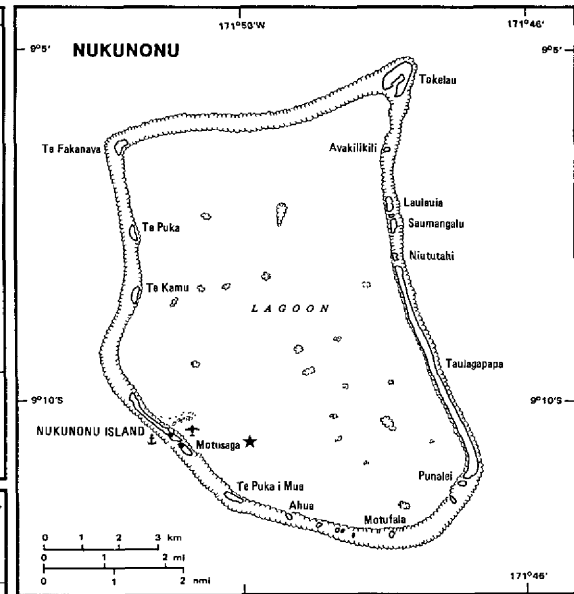 171°50'W
171°46'
9°5'
9°5'
NUKUNONU
Tokelau
Te Fakanava
Avakilikili
Laulauia
Saumangalu
Te Puka
Niututahi
Te Kamu
LAGOON
Taulagapapa
9°10'S
9°10'S
NUKUNONU ISLAND
Motusaga
Punalei
Te Puka i Mua
Ahua
Motufala
0 1 2 3 km
0 1 2 mi
0 1 2 nmi
171°46'W